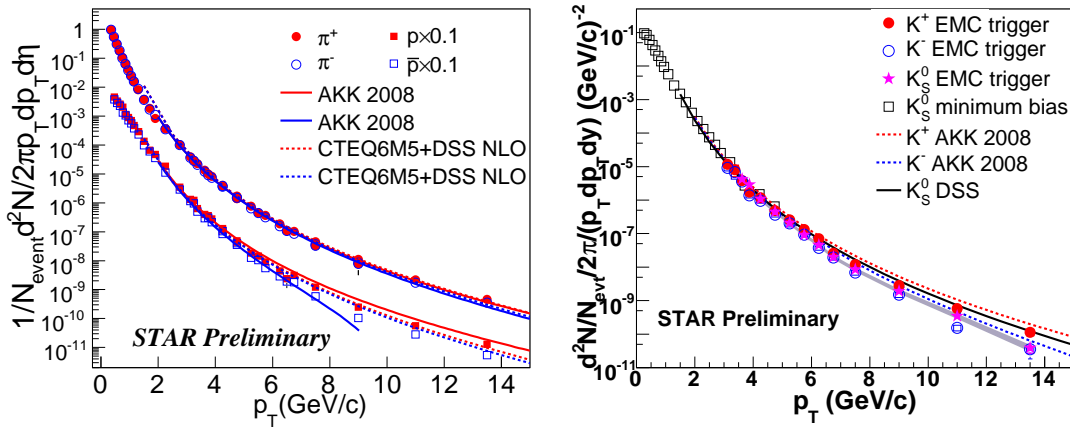 1/N_event d²N/2πp_T dp_T dη
1
10⁻¹
10⁻²
10⁻³
10⁻⁴
10⁻⁵
10⁻⁶
10⁻⁷
10⁻⁸
10⁻⁹
10⁻¹⁰
10⁻¹¹
π⁺ p×0.1
π⁻ p̅×0.1
AKK 2008
AKK 2008
CTEQ6M5+DSS NLO
CTEQ6M5+DSS NLO
STAR Preliminary
0 2 4 6 8 10 12 14
p_T(GeV/c)
d²N/N_evt/2π/(p_T dp_T dy) (GeV/c)⁻²
10⁻¹
10⁻³
10⁻⁵
10⁻⁷
10⁻⁹
10⁻¹¹
K⁺ EMC trigger
K⁻ EMC trigger
K⁰_S EMC trigger
K⁰_S minimum bias
K⁺ AKK 2008
K⁻ AKK 2008
K⁰_S DSS
STAR Preliminary
0 2 4 6 8 10 12 14
p_T (GeV/c)